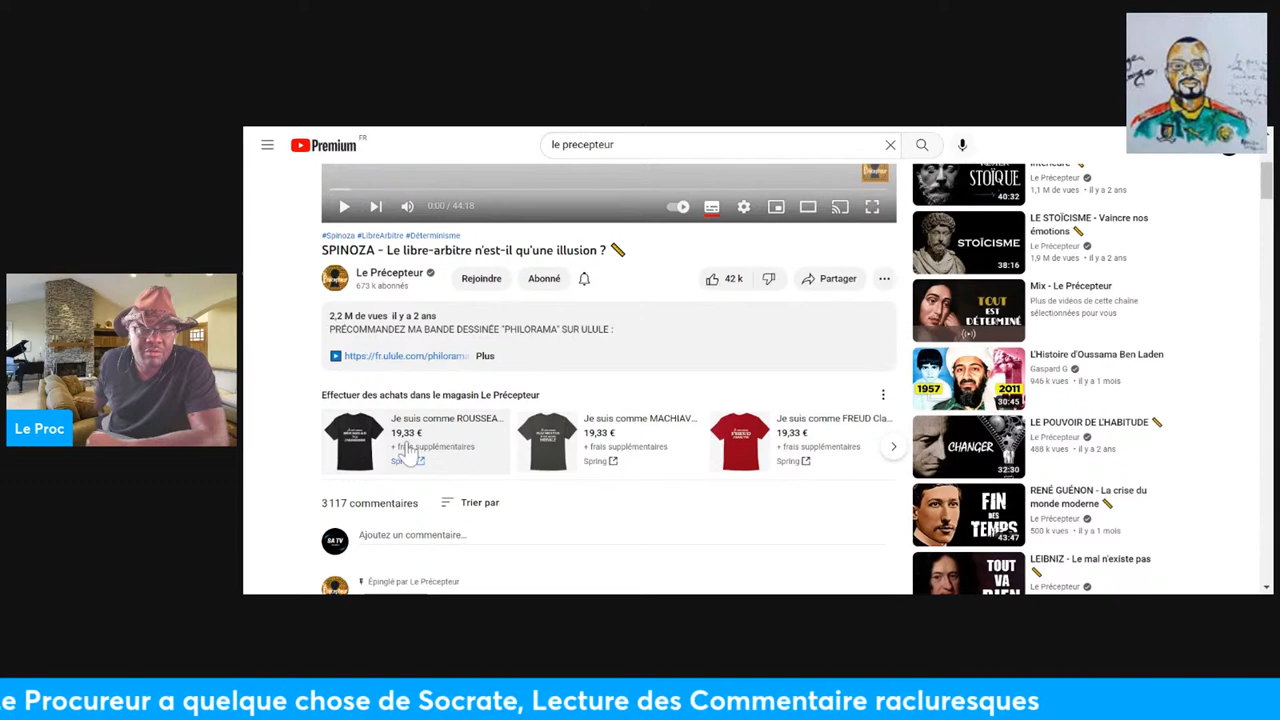 Premium FR
le precepteur
0:00 / 44:18
#Spinoza #LibreArbitre #Déterminisme
SPINOZA - Le libre-arbitre n'est-il qu'une illusion ?
Le Précepteur
673 k abonnés
Rejoindre
Abonné
42 k
Partager
2,2 M de vues il y a 2 ans
PRÉCOMMANDEZ MA BANDE DESSINÉE "PHILORAMA" SUR ULULE :
https://fr.ulule.com/philorama
Plus
Effectuer des achats dans le magasin Le Précepteur
Je suis comme ROUSSEA...
19,33 €
+ frais supplémentaires
Spring
Je suis comme MACHIAV...
19,33 €
+ frais supplémentaires
Spring
Je suis comme FREUD Cla...
19,33 €
+ frais supplémentaires
Spring
3 117 commentaires
Trier par
SA TV
Ajoutez un commentaire...
Épinglé par Le Précepteur
STOÏQUE
40:32
Le Précepteur
1,1 M de vues • il y a 2 ans
STOÏCISME
38:16
LE STOÏCISME - Vaincre nos
émotions
Le Précepteur
1,9 M de vues • il y a 2 ans
TOUT
EST
DÉTERMINÉ
Mix - Le Précepteur
Plus de vidéos de cette chaîne
sélectionnées pour vous
1957
2011
30:45
L'Histoire d'Oussama Ben Laden
Gaspard G
946 k vues • il y a 1 mois
CHANGER
32:30
LE POUVOIR DE L'HABITUDE
Le Précepteur
488 k vues • il y a 2 ans
FIN
DES
TEMPS
43:47
RENÉ GUÉNON - La crise du
monde moderne
Le Précepteur
500 k vues • il y a 1 mois
TOUT
VA
BIEN
LEIBNIZ - Le mal n'existe pas
Le Précepteur
Le Proc
e Procureur a quelque chose de Socrate, Lecture des Commentaire racluresques